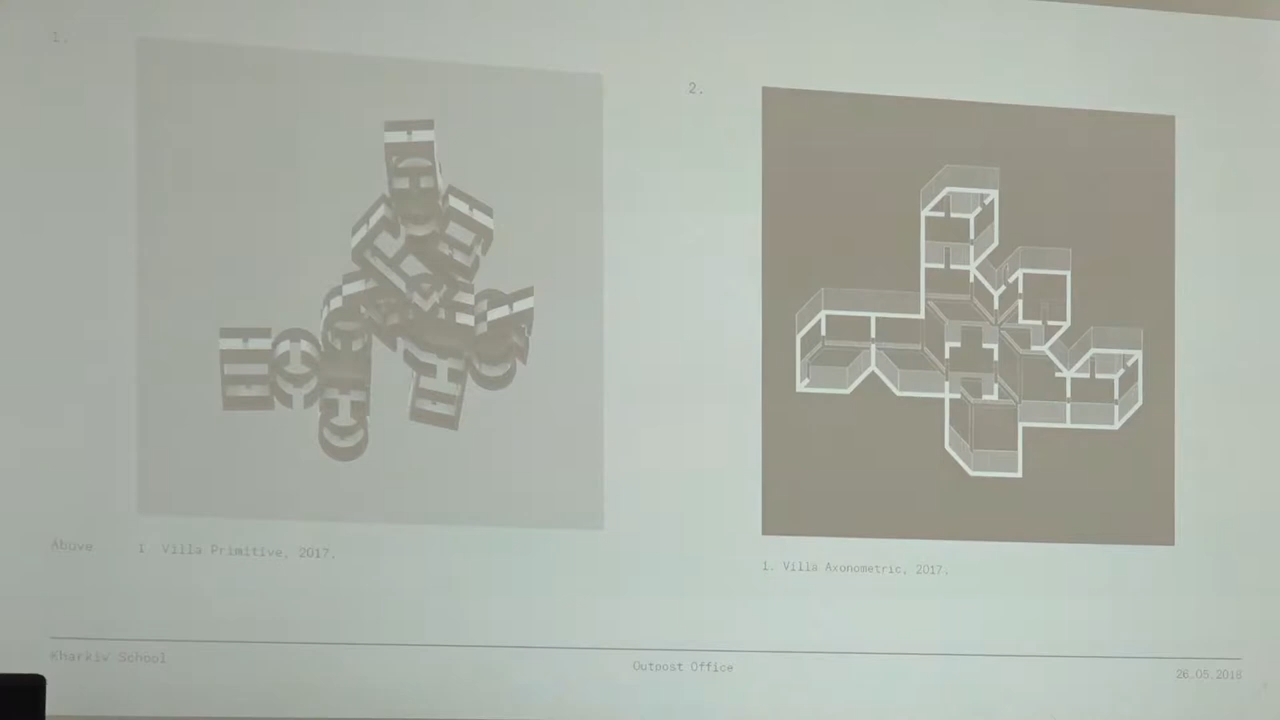 1.
2.
Above 1 Villa Primitive, 2017.
1. Villa Axonometric, 2017.
Kharkiv School
Outpost Office
26.05.2018